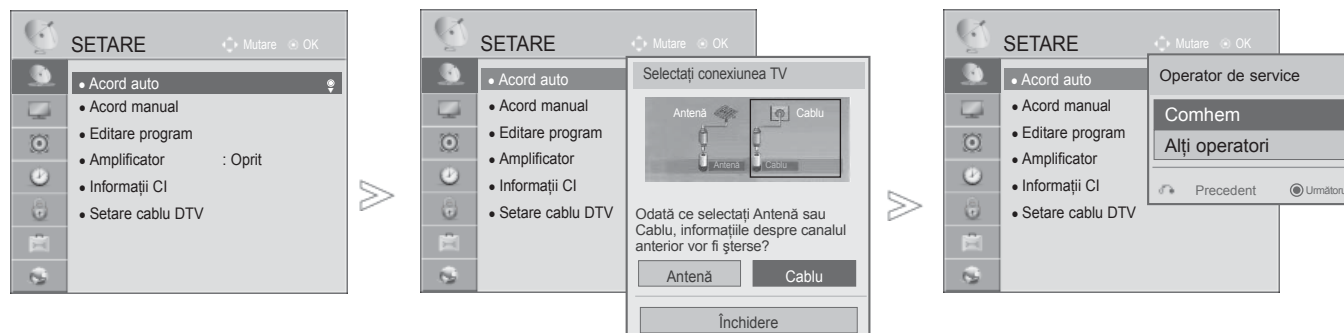 SETARE
Mutare OK
Acord auto
Acord manual
Editare program
Amplificator : Oprit
Informații CI
Setare cablu DTV
SETARE
Mutare OK
Acord auto
Acord manual
Editare program
Amplificator
Informații CI
Setare cablu DTV
Selectați conexiunea TV
Antenă Cablu
Antenă Cablu
Odată ce selectați Antenă sau
Cablu, informațiile despre canalul
anterior vor fi şterse?
Antenă Cablu
Închidere
SETARE
Mutare OK
Acord auto
Acord manual
Editare program
Amplificator
Informații CI
Setare cablu DTV
Operator de service
Comhem
Alți operatori
Precedent